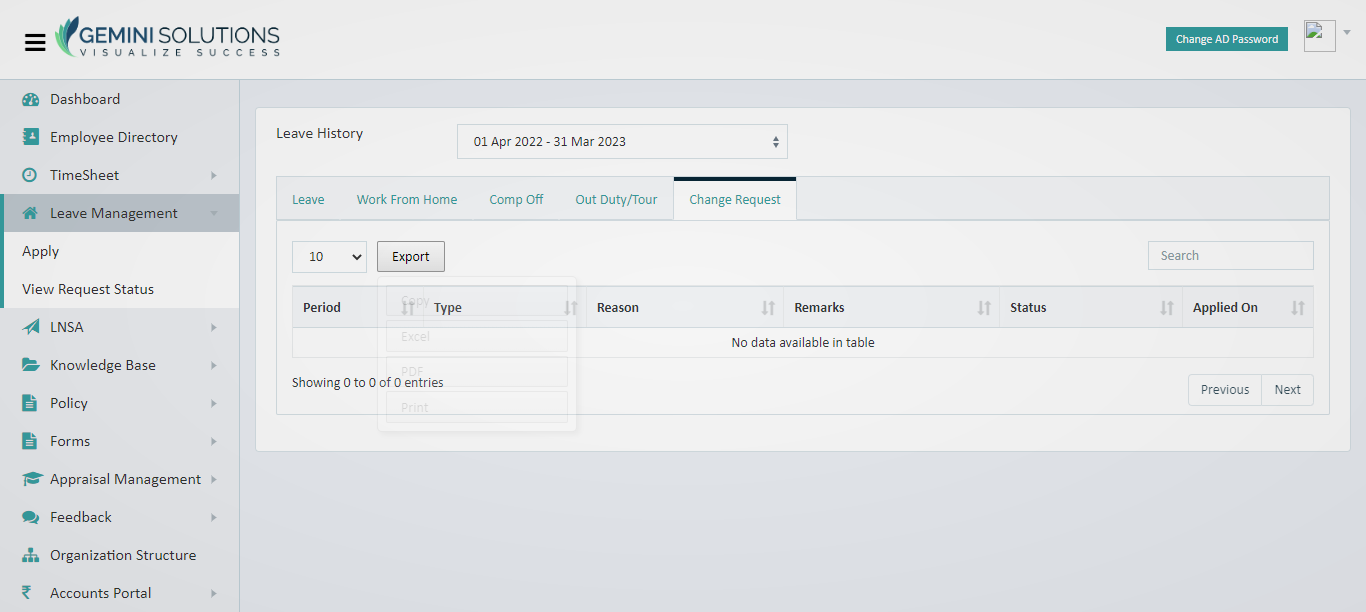 GEMINI SOLUTIONS
VISUALIZE SUCCESS
Change AD Password
Dashboard
Employee Directory
TimeSheet
Leave Management
Apply
View Request Status
LNSA
Knowledge Base
Policy
Forms
Appraisal Management
Feedback
Organization Structure
₹ Accounts Portal
Leave History
01 Apr 2022 - 31 Mar 2023
Leave Work From Home Comp Off Out Duty/Tour Change Request
10 Export Search
Copy
Excel
PDF
Print
Period Type Reason Remarks Status Applied On
No data available in table
Showing 0 to 0 of 0 entries
Previous Next